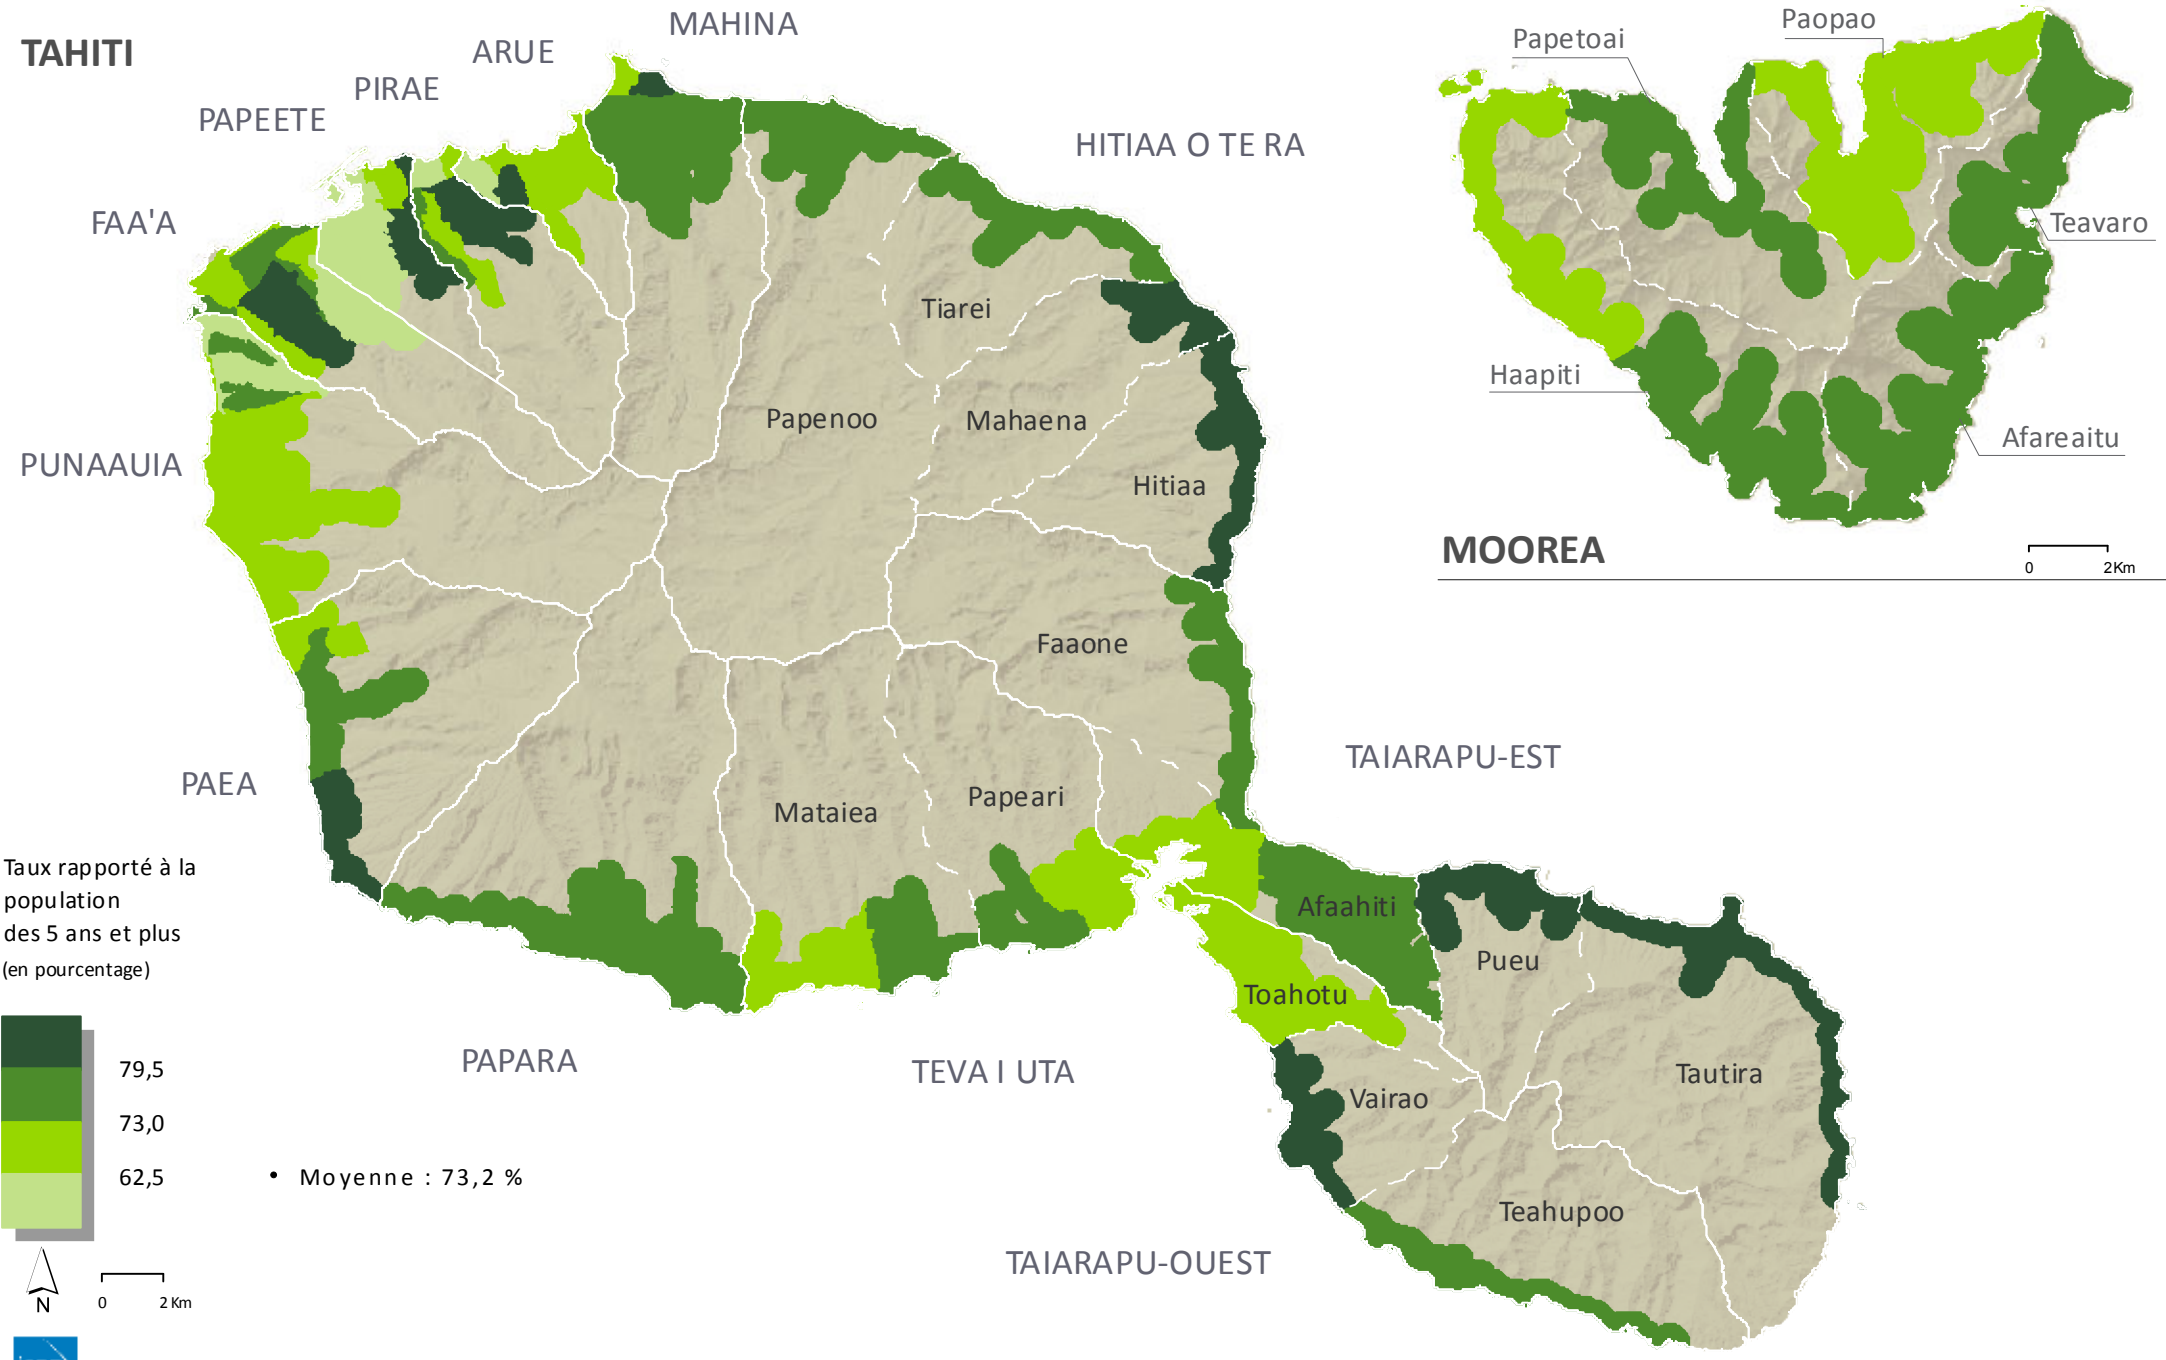 TAHITI
MAHINA
ARUE
PIRAE
PAPEETE
FAA'A
PUNAAUIA
PAEA
HITIAA O TE RA
Tiarei
Papenoo
Mahaena
Hitiaa
Faaone
Mataiea
Papeari
TAIARAPU-EST
Afaahiti
Pueu
Toahotu
Tautira
Vairao
Teahupoo
PAPARA
TEVA I UTA
TAIARAPU-OUEST
Papetoai
Paopao
Teavaro
Haapiti
Afareaitu
MOOREA
0 2Km
Taux rapporté à la
population
des 5 ans et plus
(en pourcentage)
79,5
73,0
62,5
• Moyenne : 73,2 %
N
0 2 Km